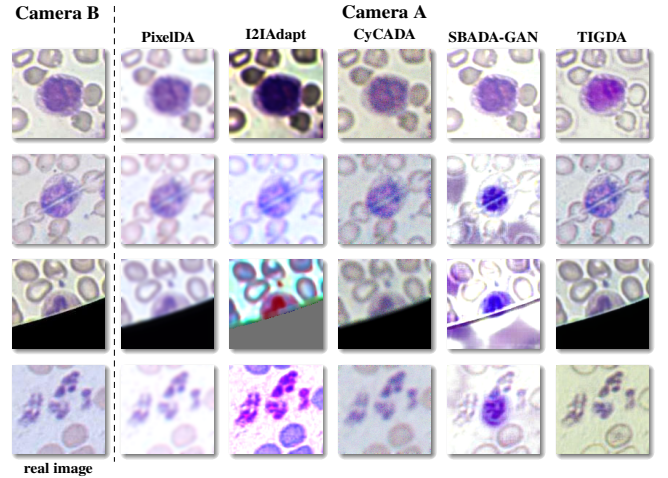 Camera B
Camera A
PixelDA
I2IAdapt
CyCADA
SBADA-GAN
TIGDA
real image